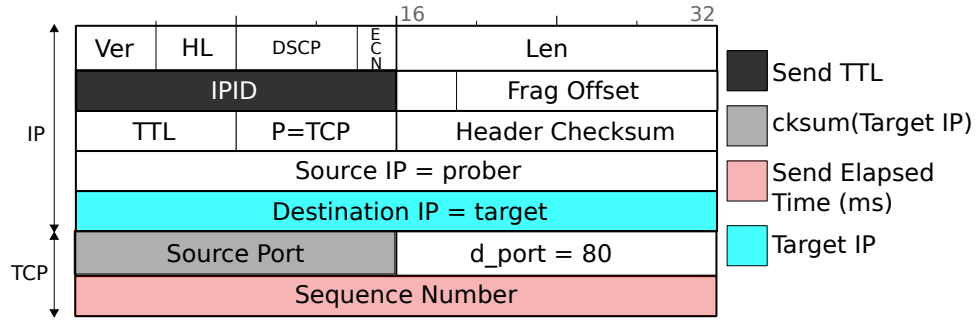 16 32
Ver HL DSCP ECN Len
IPID Frag Offset
IP TTL P=TCP Header Checksum
Source IP = prober
Destination IP = target
TCP Source Port d_port = 80
Sequence Number
Send TTL
cksum(Target IP)
Send Elapsed
Time (ms)
Target IP